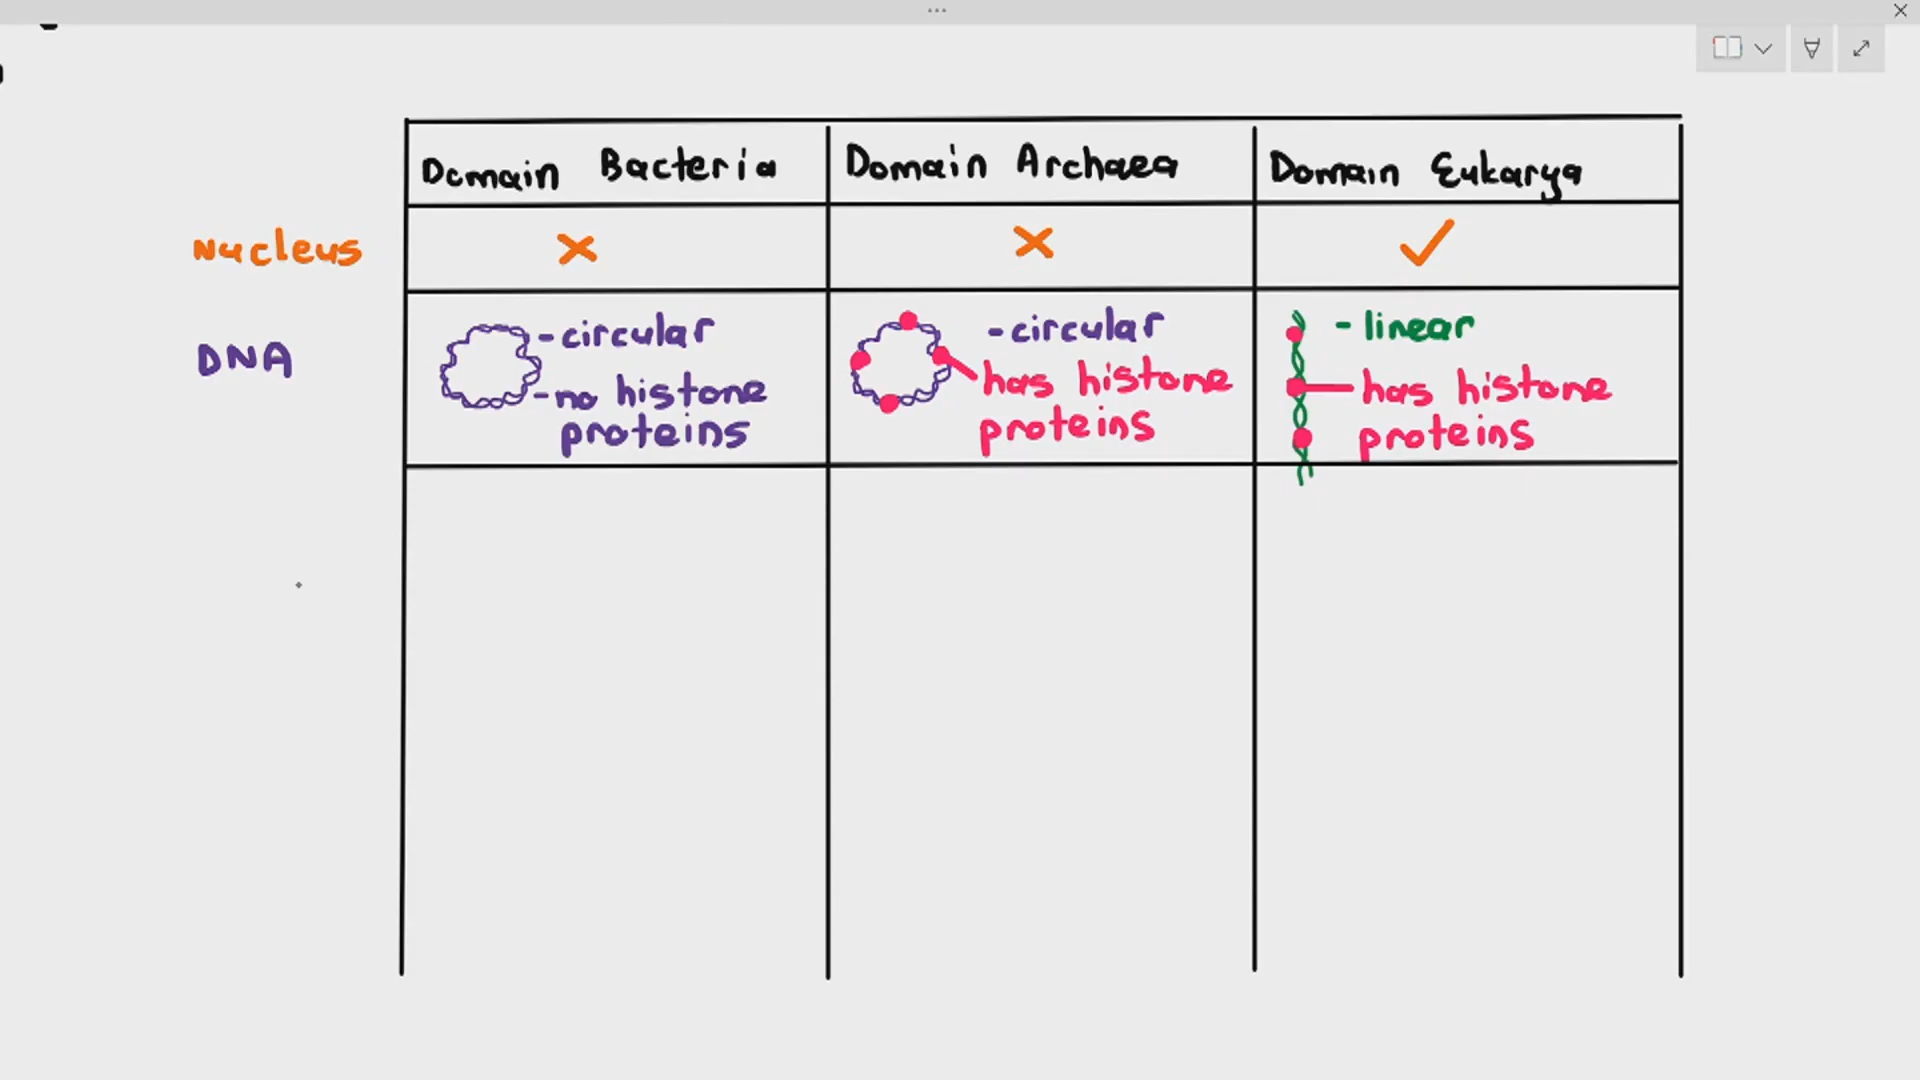 Domain Bacteria
Domain Archaea
Domain Eukarya
Nucleus
DNA
-circular
-no histone
proteins
-circular
has histone
proteins
- linear
has histone
proteins